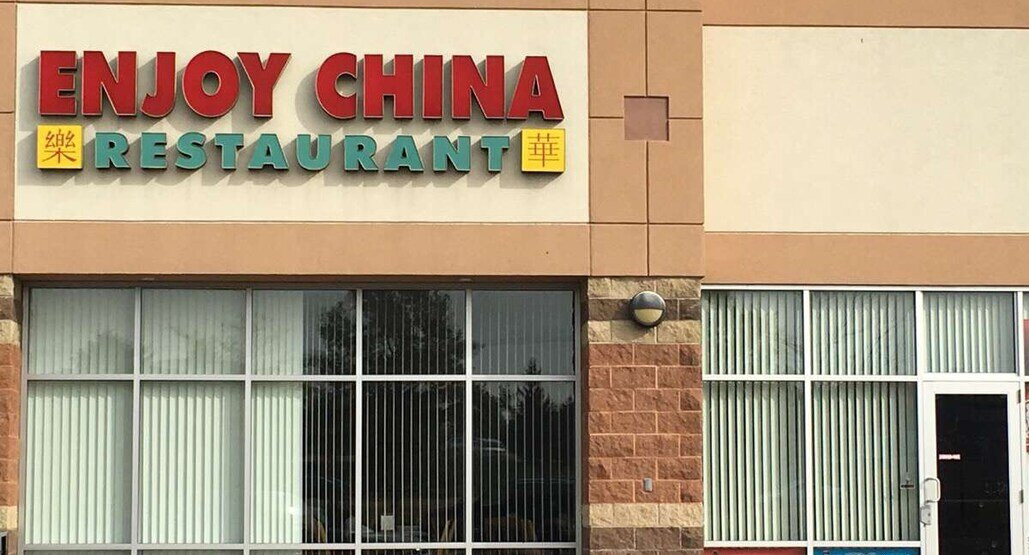 ENJOY CHINA
樂 RESTAURANT 華